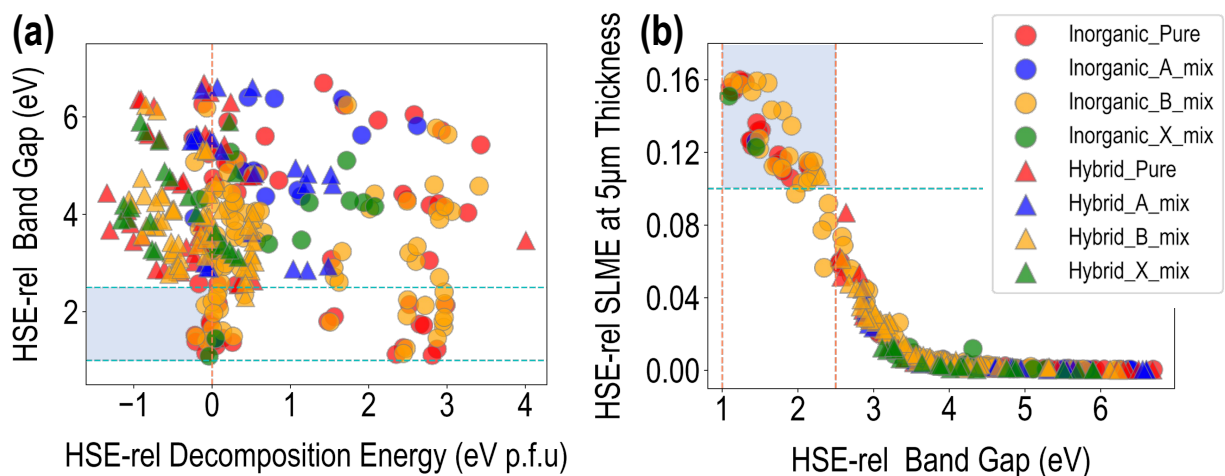 (a)
HSE-rel Band Gap (eV)
6
4
2
−1 0 1 2 3 4
HSE-rel Decomposition Energy (eV p.f.u)
(b)
HSE-rel SLME at 5μm Thickness
0.16
0.12
0.08
0.04
0.00
1 2 3 4 5 6
HSE-rel Band Gap (eV)
Inorganic_Pure
Inorganic_A_mix
Inorganic_B_mix
Inorganic_X_mix
Hybrid_Pure
Hybrid_A_mix
Hybrid_B_mix
Hybrid_X_mix